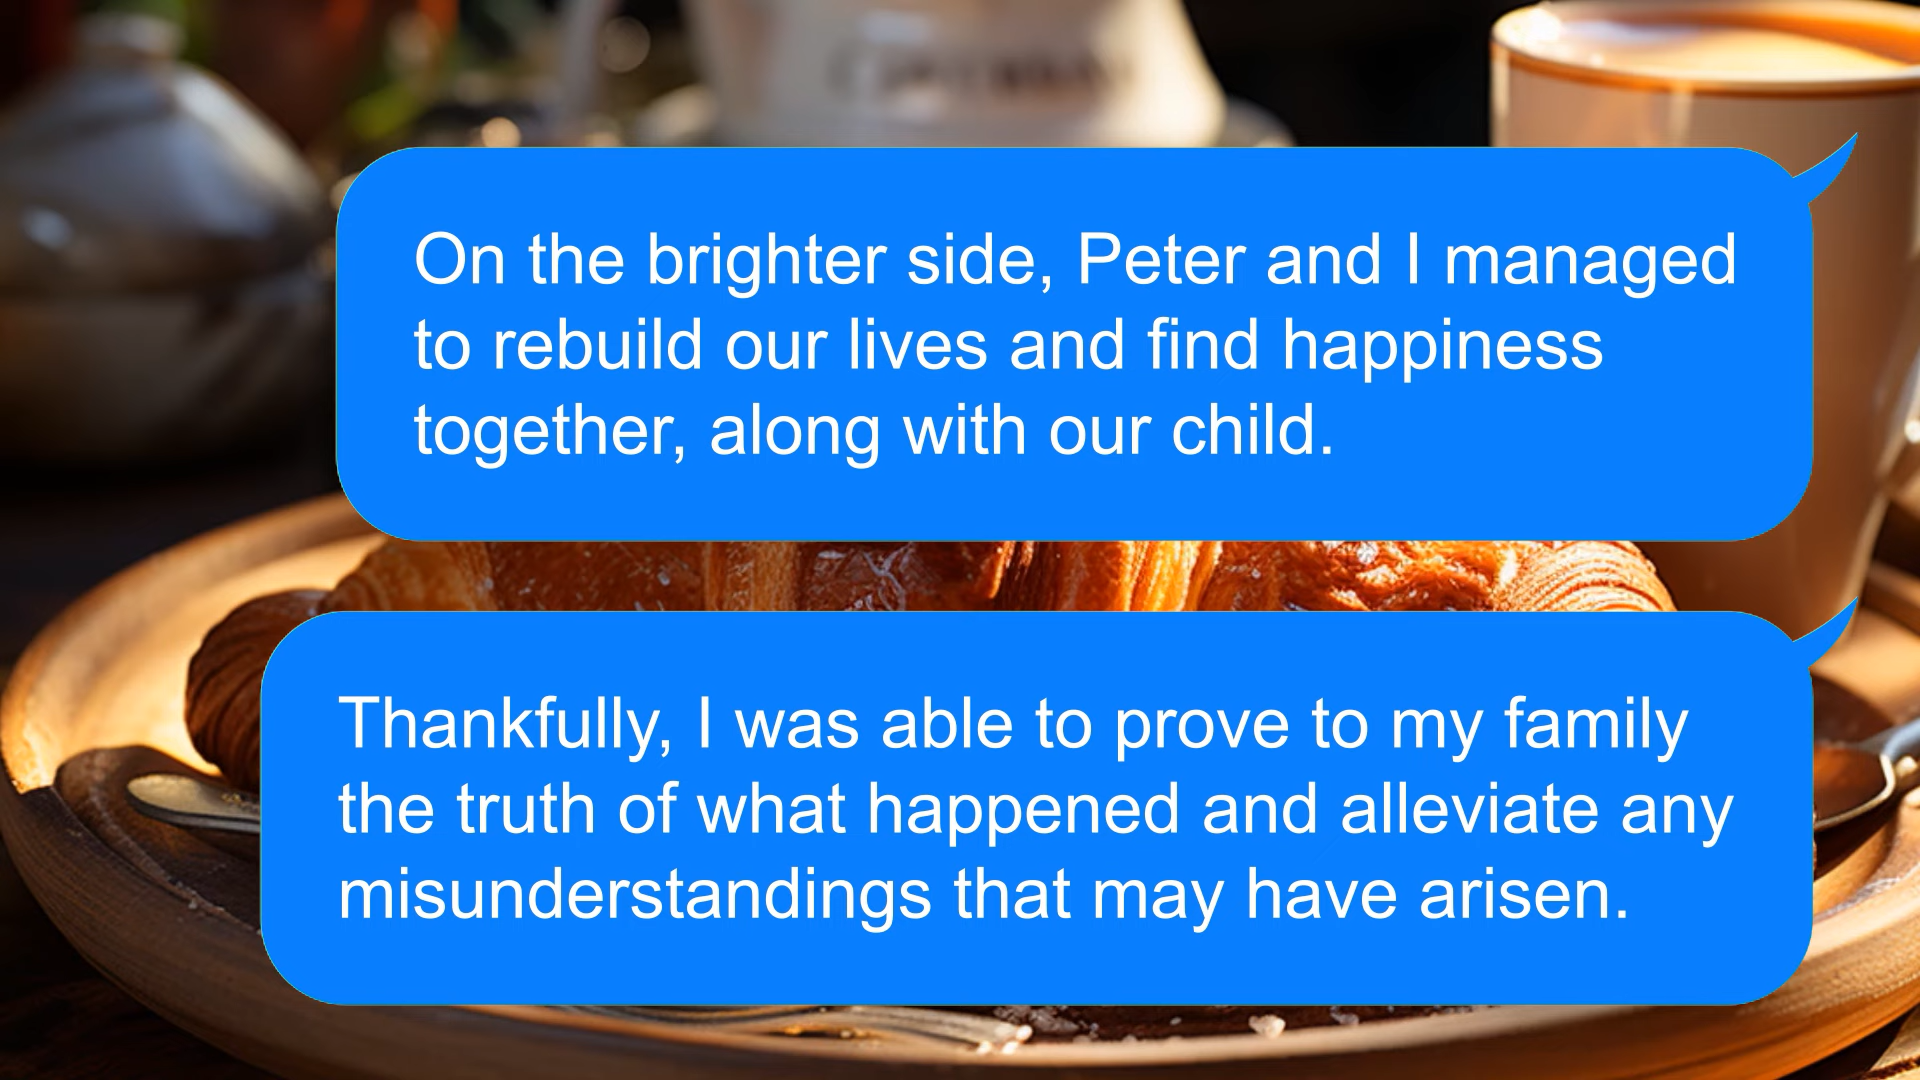 On the brighter side, Peter and I managed
to rebuild our lives and find happiness
together, along with our child.
Thankfully, I was able to prove to my family
the truth of what happened and alleviate any
misunderstandings that may have arisen.